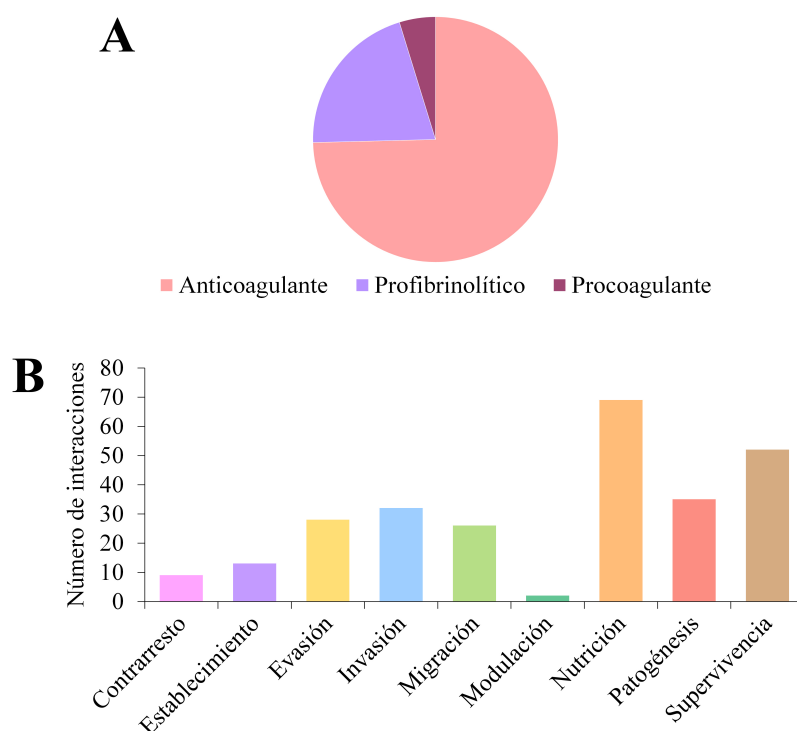 A
Anticoagulante Profibrinolítico Procoagulante
B
Número de interacciones
80
70
60
50
40
30
20
10
0
Contrarresto
Establecimiento
Evasión
Invasión
Migración
Modulación
Nutrición
Patogénesis
Supervivencia